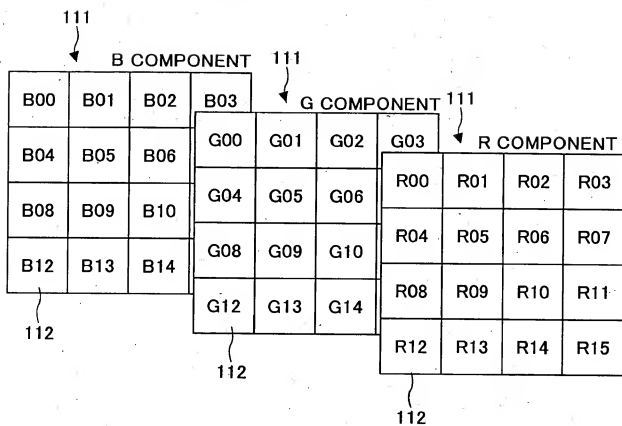 111
B COMPONENT
B00 B01 B02 B03
B04 B05 B06
B08 B09 B10
B12 B13 B14
112
111
G COMPONENT
G00 G01 G02 G03
G04 G05 G06
G08 G09 G10
G12 G13 G14
112
111
R COMPONENT
R00 R01 R02 R03
R04 R05 R06 R07
R08 R09 R10 R11
R12 R13 R14 R15
112